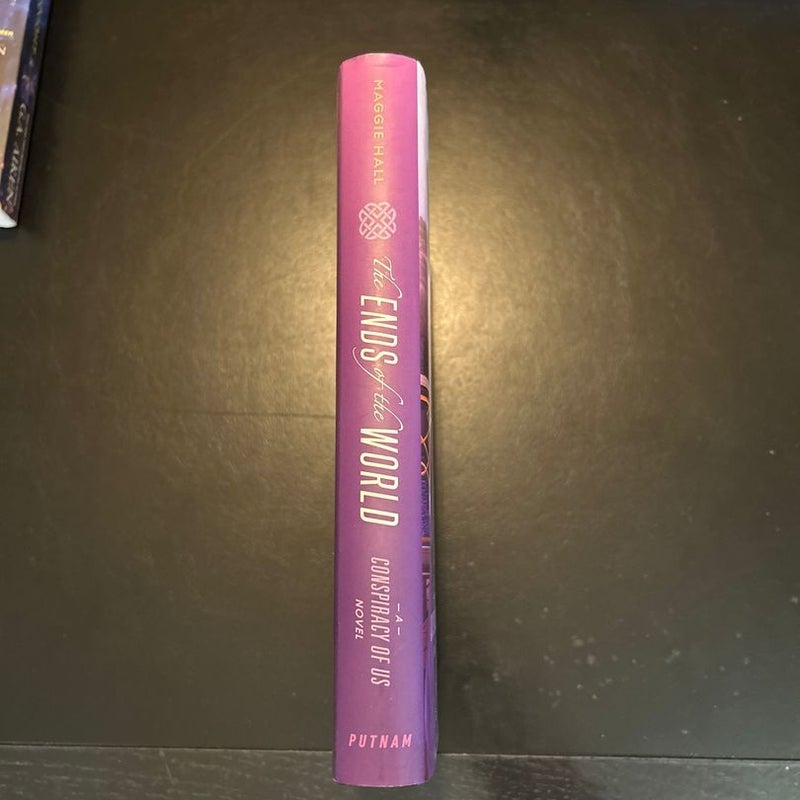 MAGGIE HALL
The ENDS of the WORLD
– A –
CONSPIRACY OF US
NOVEL
PUTNAM